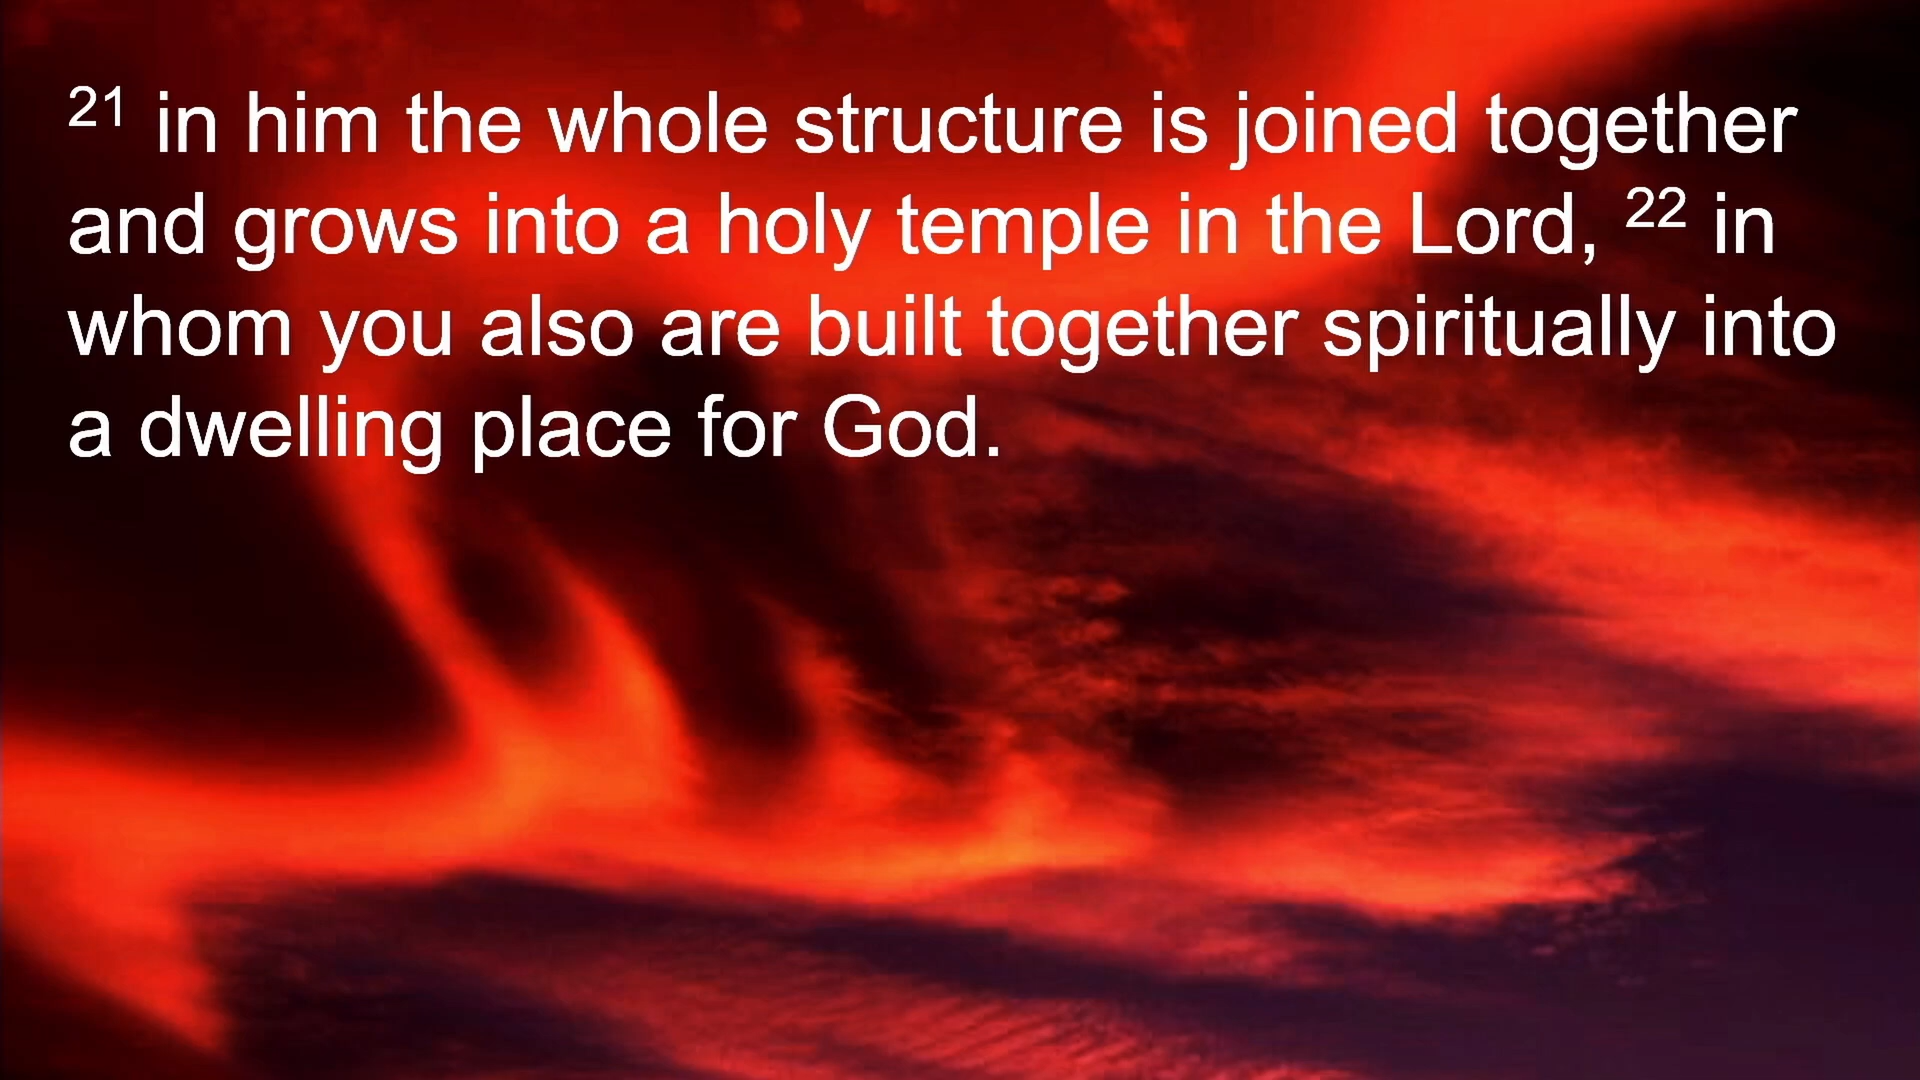 21 in him the whole structure is joined together
and grows into a holy temple in the Lord, 22 in
whom you also are built together spiritually into
a dwelling place for God.